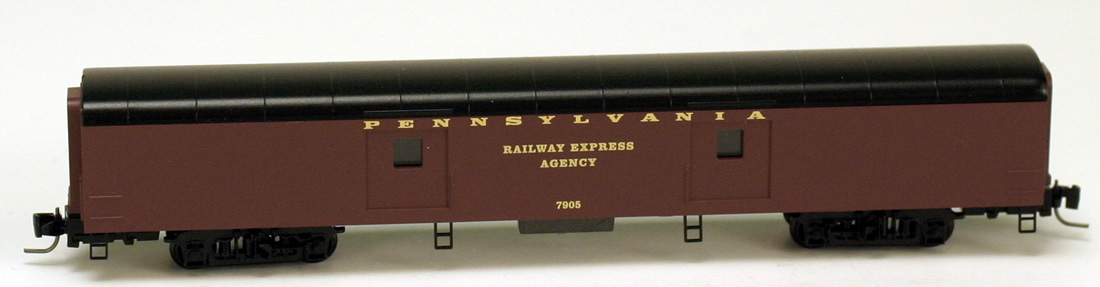 PENNSYLVANIA
RAILWAY EXPRESS
AGENCY
7905